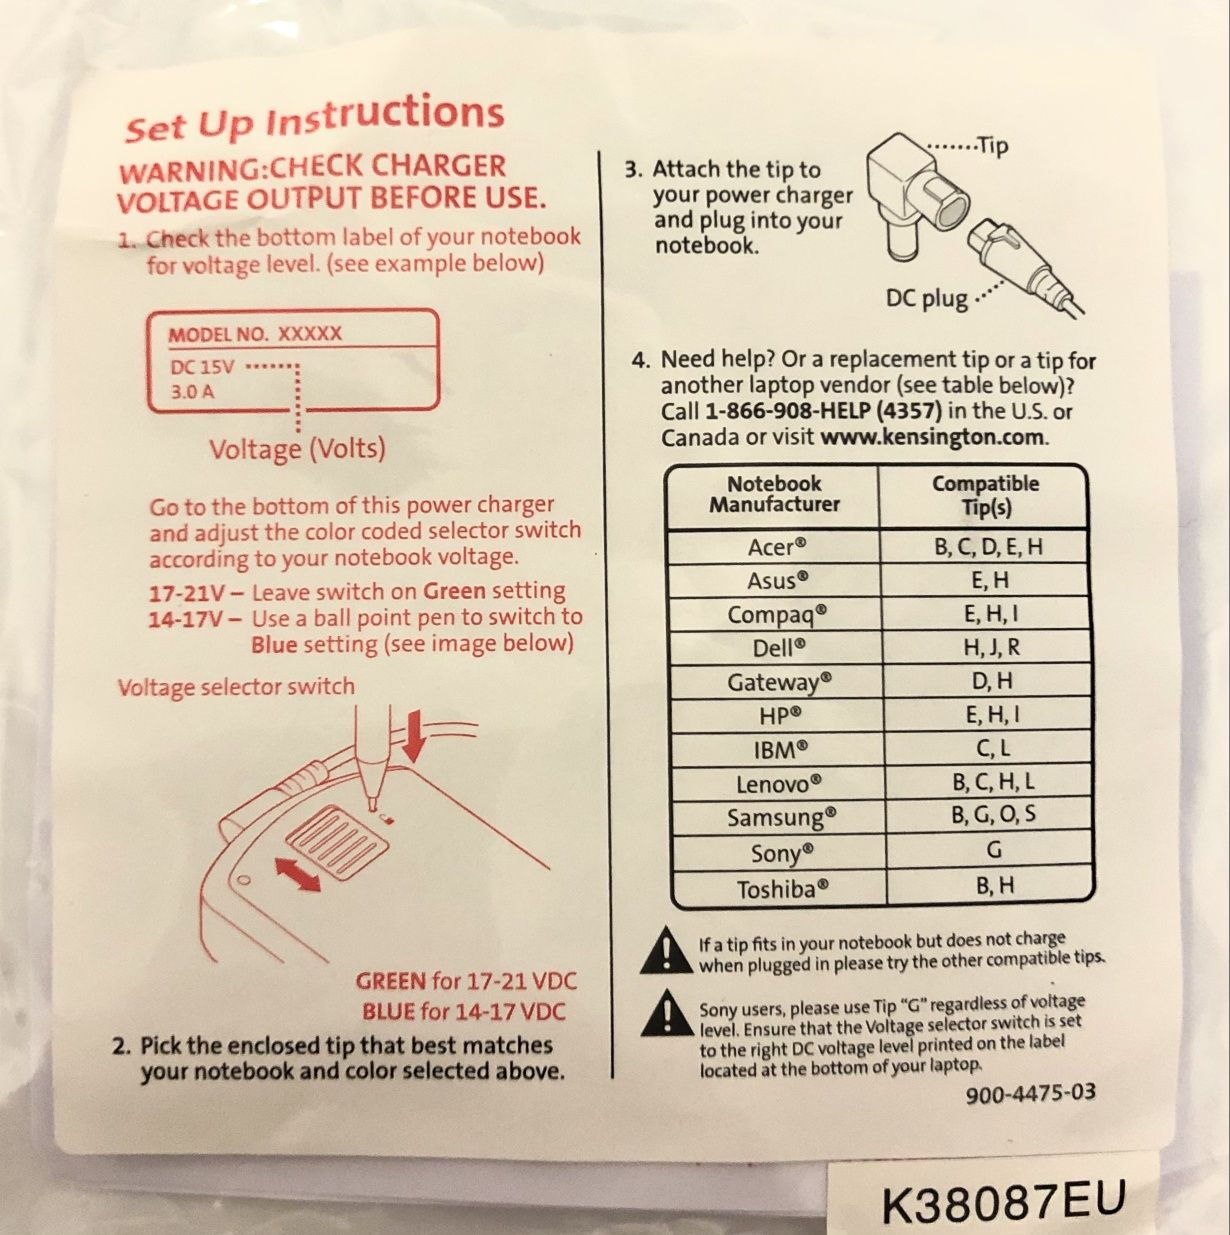 Set Up Instructions
WARNING:CHECK CHARGER
VOLTAGE OUTPUT BEFORE USE.
1. Check the bottom label of your notebook
for voltage level. (see example below)
MODEL NO. XXXXX
DC 15V
3.0 A
Voltage (Volts)
Go to the bottom of this power charger
and adjust the color coded selector switch
according to your notebook voltage.
17-21V – Leave switch on Green setting
14-17V – Use a ball point pen to switch to
Blue setting (see image below)
Voltage selector switch
GREEN for 17-21 VDC
BLUE for 14-17 VDC
2. Pick the enclosed tip that best matches
your notebook and color selected above.
3. Attach the tip to
your power charger
and plug into your
notebook.
Tip
DC plug
4. Need help? Or a replacement tip or a tip for
another laptop vendor (see table below)?
Call 1-866-908-HELP (4357) in the U.S. or
Canada or visit www.kensington.com.
Notebook Manufacturer Compatible Tip(s)
Acer® B, C, D, E, H
Asus® E, H
Compaq® E, H, I
Dell® H, J, R
Gateway® D, H
HP® E, H, I
IBM® C, L
Lenovo® B, C, H, L
Samsung® B, G, O, S
Sony® G
Toshiba® B, H
If a tip fits in your notebook but does not charge
when plugged in please try the other compatible tips.
Sony users, please use Tip “G” regardless of voltage
level. Ensure that the Voltage selector switch is set
to the right DC voltage level printed on the label
located at the bottom of your laptop.
900-4475-03
K38087EU